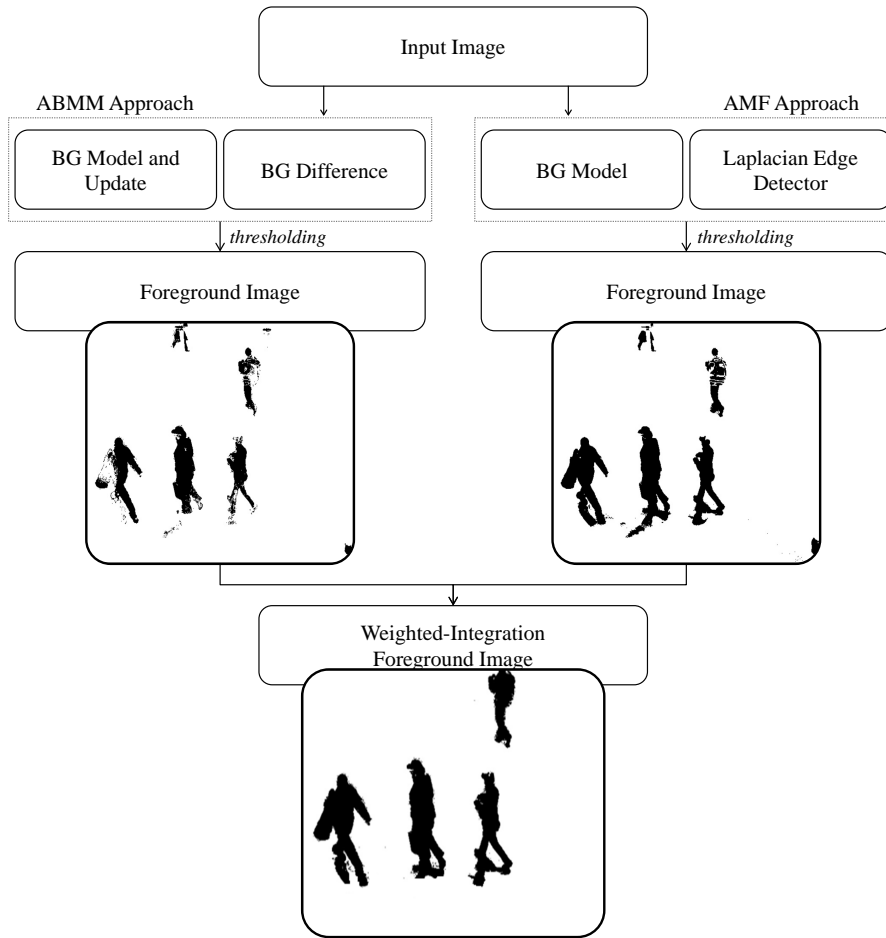 Input Image
ABMM Approach
AMF Approach
BG Model and
Update
BG Difference
BG Model
Laplacian Edge
Detector
thresholding
thresholding
Foreground Image
Foreground Image
Weighted-Integration
Foreground Image